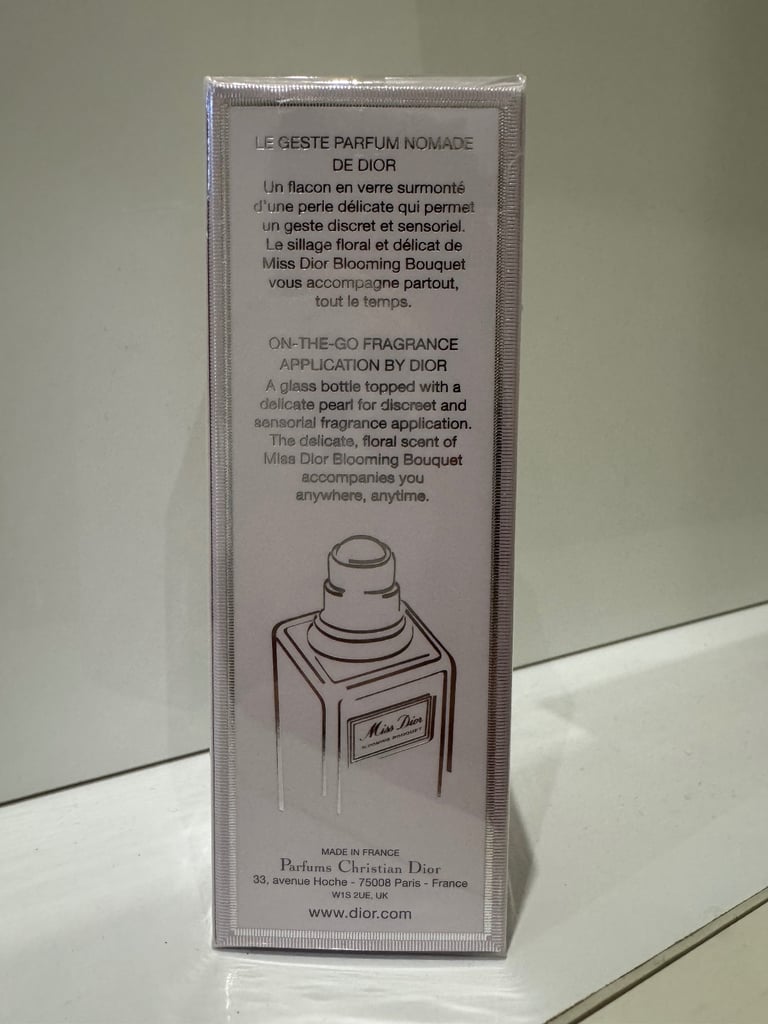 LE GESTE PARFUM NOMADE
DE DIOR
Un flacon en verre surmonté
d'une perle délicate qui permet
un geste discret et sensoriel.
Le sillage floral et délicat de
Miss Dior Blooming Bouquet
vous accompagne partout,
tout le temps.
ON-THE-GO FRAGRANCE
APPLICATION BY DIOR
A glass bottle topped with a
delicate pearl for discreet and
sensorial fragrance application.
The delicate, floral scent of
Miss Dior Blooming Bouquet
accompanies you
anywhere, anytime.
Miss Dior
BLOOMING BOUQUET
MADE IN FRANCE
Parfums Christian Dior
33, avenue Hoche - 75008 Paris - France
W1S 2UE, UK
www.dior.com